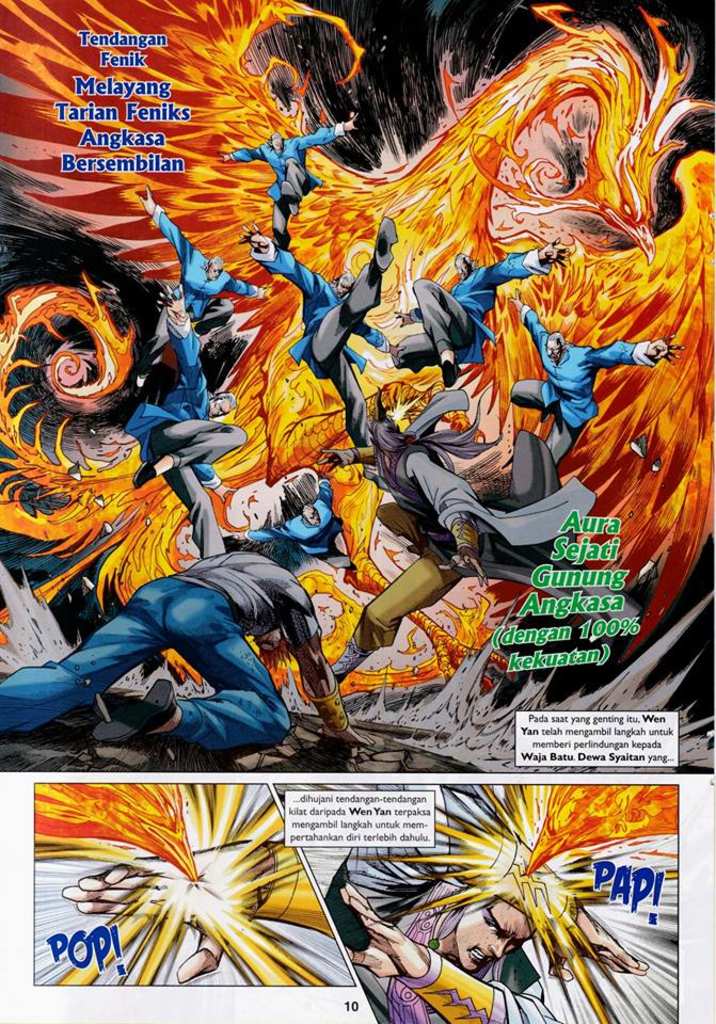 Tendangan
Fenik
Melayang
Tarian Feniks
Angkasa
Bersembilan
Aura
Sejati
Gunung
Angkasa
(dengan 100%
kekuatan)
Pada saat yang genting itu, Wen
Yan telah mengambil langkah untuk
memberi perlindungan kepada
Waja Batu. Dewa Syaitan yang...
...dihujani tendangan-tendangan
kilat daripada Wen Yan terpaksa
mengambil langkah untuk mem-
pertahankan diri terlebih dahulu.
POP!
PAP!
10